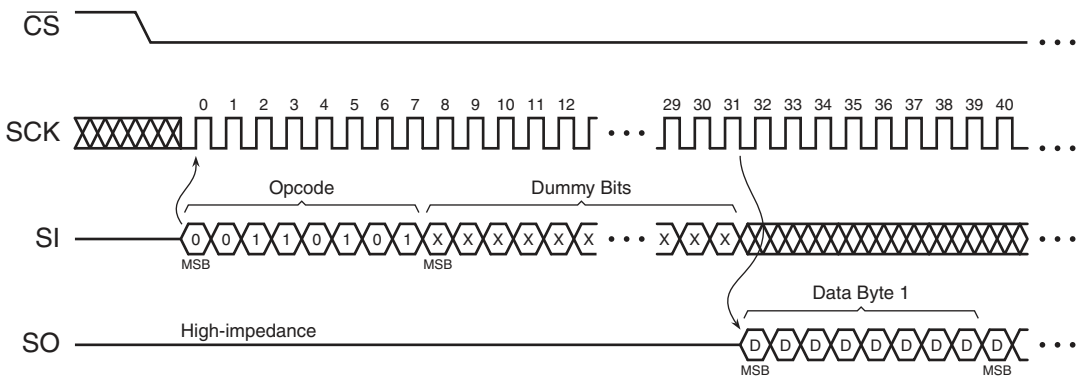 CS
0 1 2 3 4 5 6 7 8 9 10 11 12 29 30 31 32 33 34 35 36 37 38 39 40
SCK
Opcode Dummy Bits
SI 0 0 1 1 0 1 0 1 X X X X X X X X X
MSB MSB
Data Byte 1
High-impedance
SO D D D D D D D D D
MSB MSB